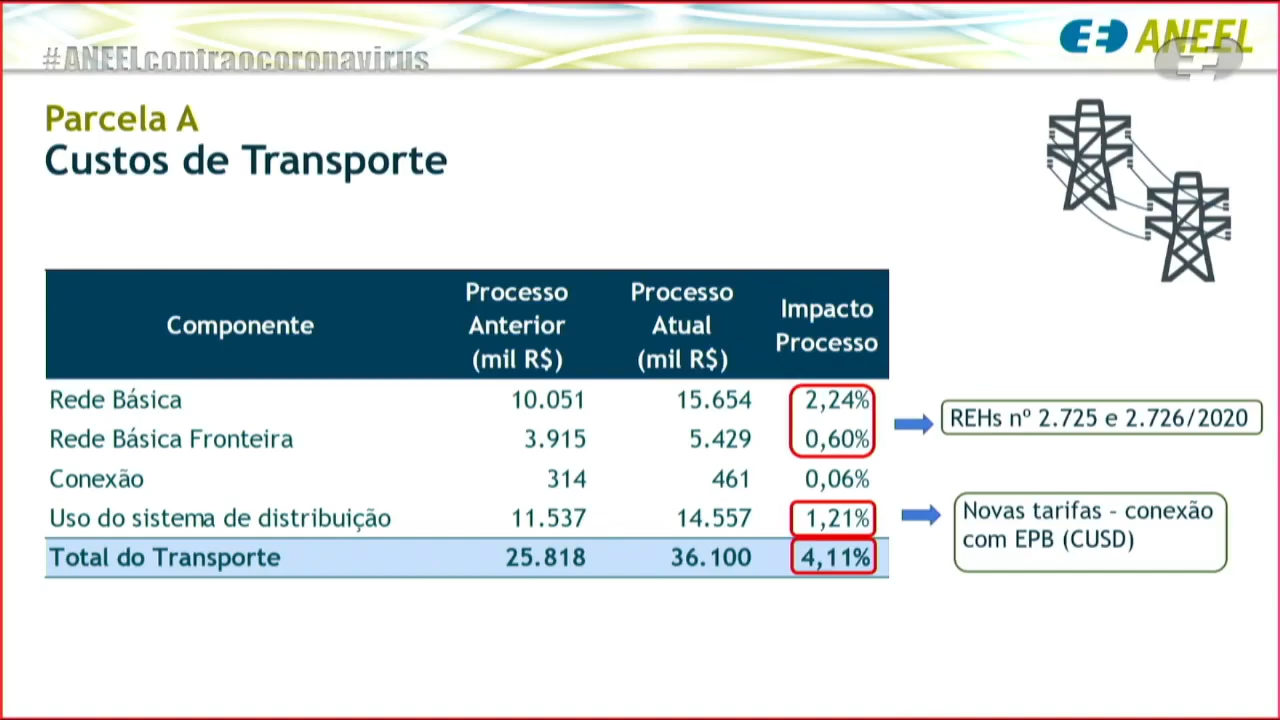 #ANEELcontraocoronavirus
ANEEL
Parcela A
Custos de Transporte
Componente
Processo Anterior (mil R$)
Processo Atual (mil R$)
Impacto Processo
Rede Básica 10.051 15.654 2,24%
Rede Básica Fronteira 3.915 5.429 0,60%
Conexão 314 461 0,06%
Uso do sistema de distribuição 11.537 14.557 1,21%
Total do Transporte 25.818 36.100 4,11%
REHs nº 2.725 e 2.726/2020
Novas tarifas - conexão
com EPB (CUSD)